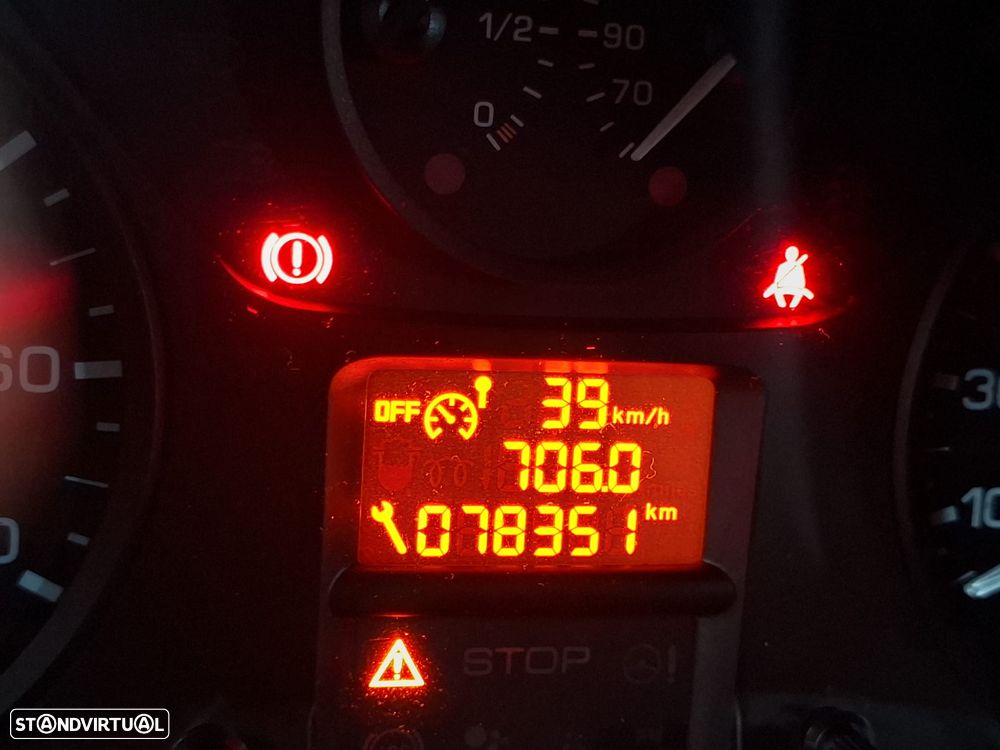 1/2 90
0 70
60
OFF 39 km/h
706.0
078351 km
STOP !
STANDVIRTUAL